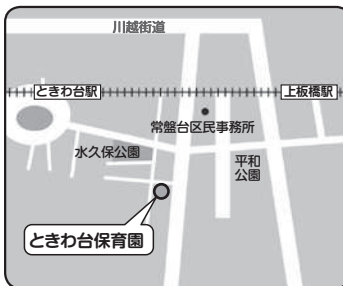 川越街道
ときわ台駅
上板橋駅
常盤台区民事務所
水久保公園
平和
公園
ときわ台保育園